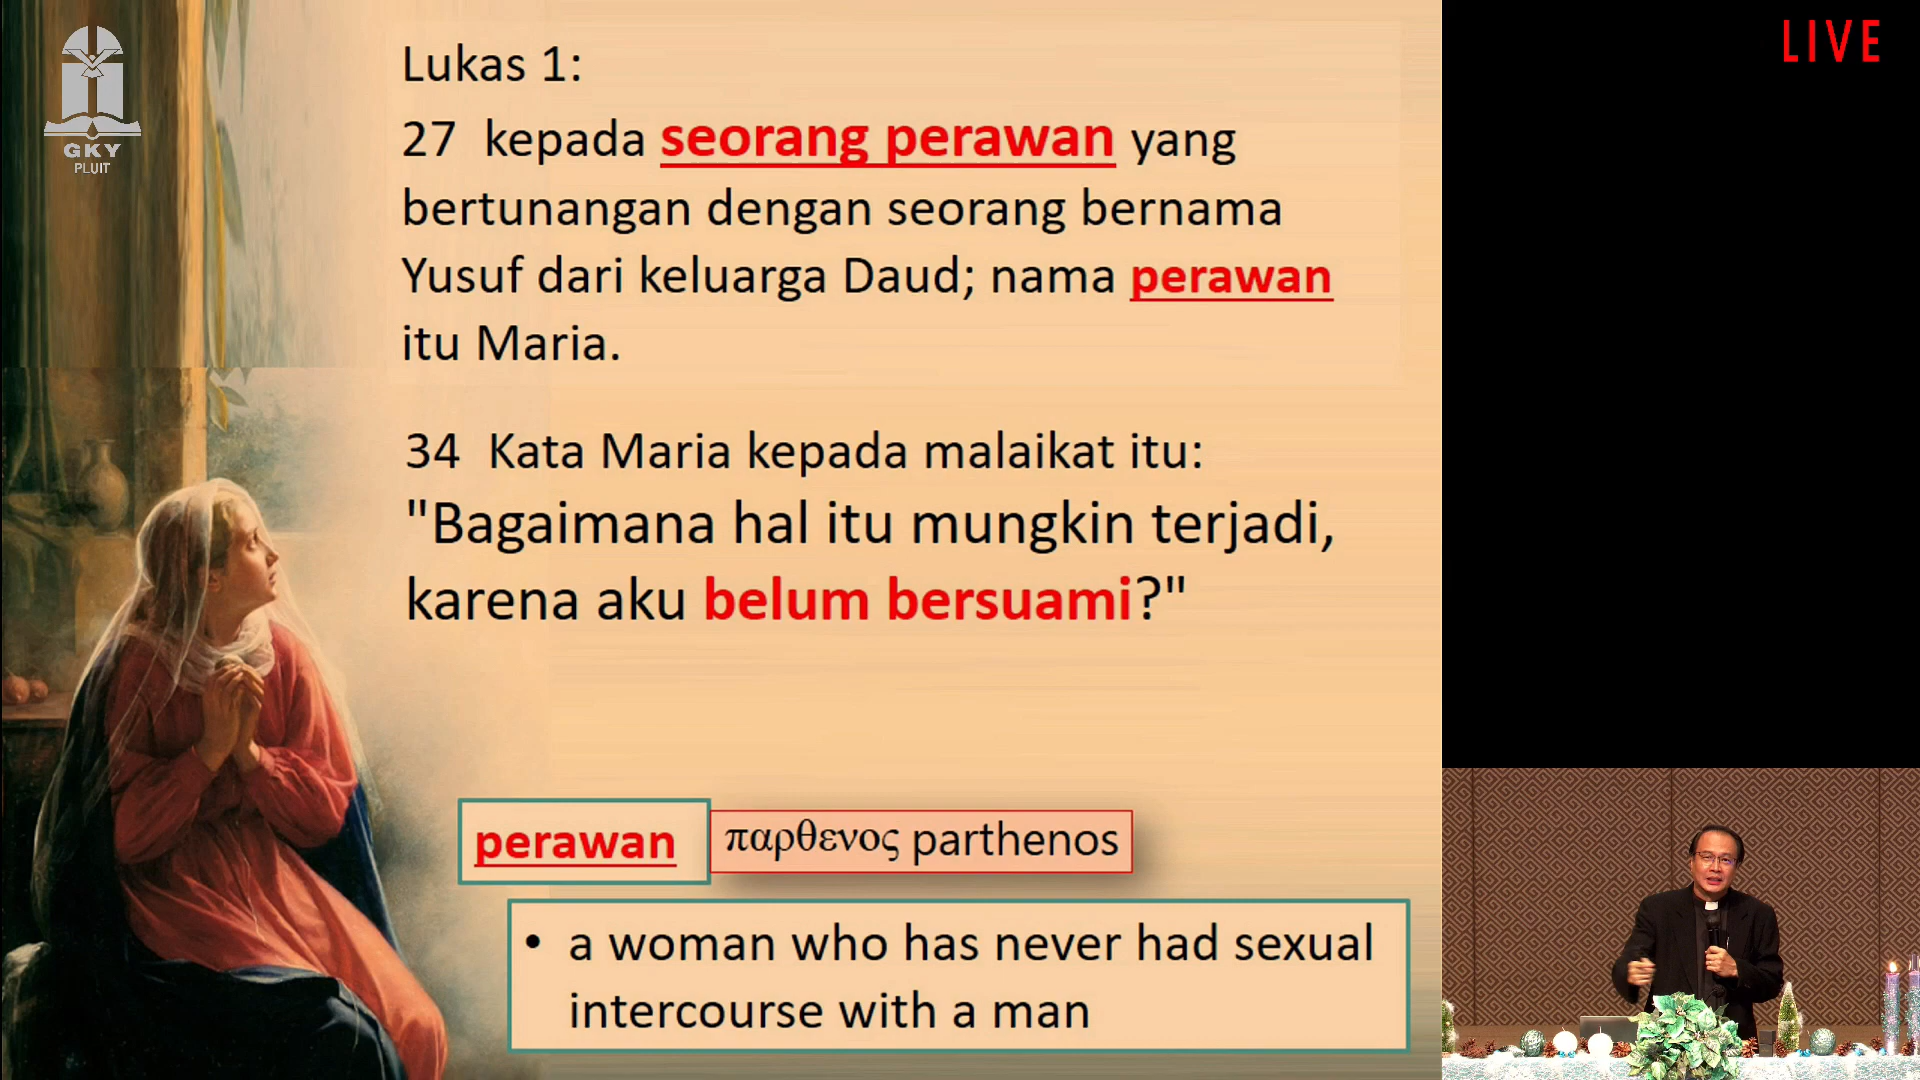 GKY
PLUIT
LIVE
Lukas 1:
27 kepada seorang perawan yang
bertunangan dengan seorang bernama
Yusuf dari keluarga Daud; nama perawan
itu Maria.
34 Kata Maria kepada malaikat itu:
"Bagaimana hal itu mungkin terjadi,
karena aku belum bersuami?"
perawan παρθενος parthenos
• a woman who has never had sexual
intercourse with a man